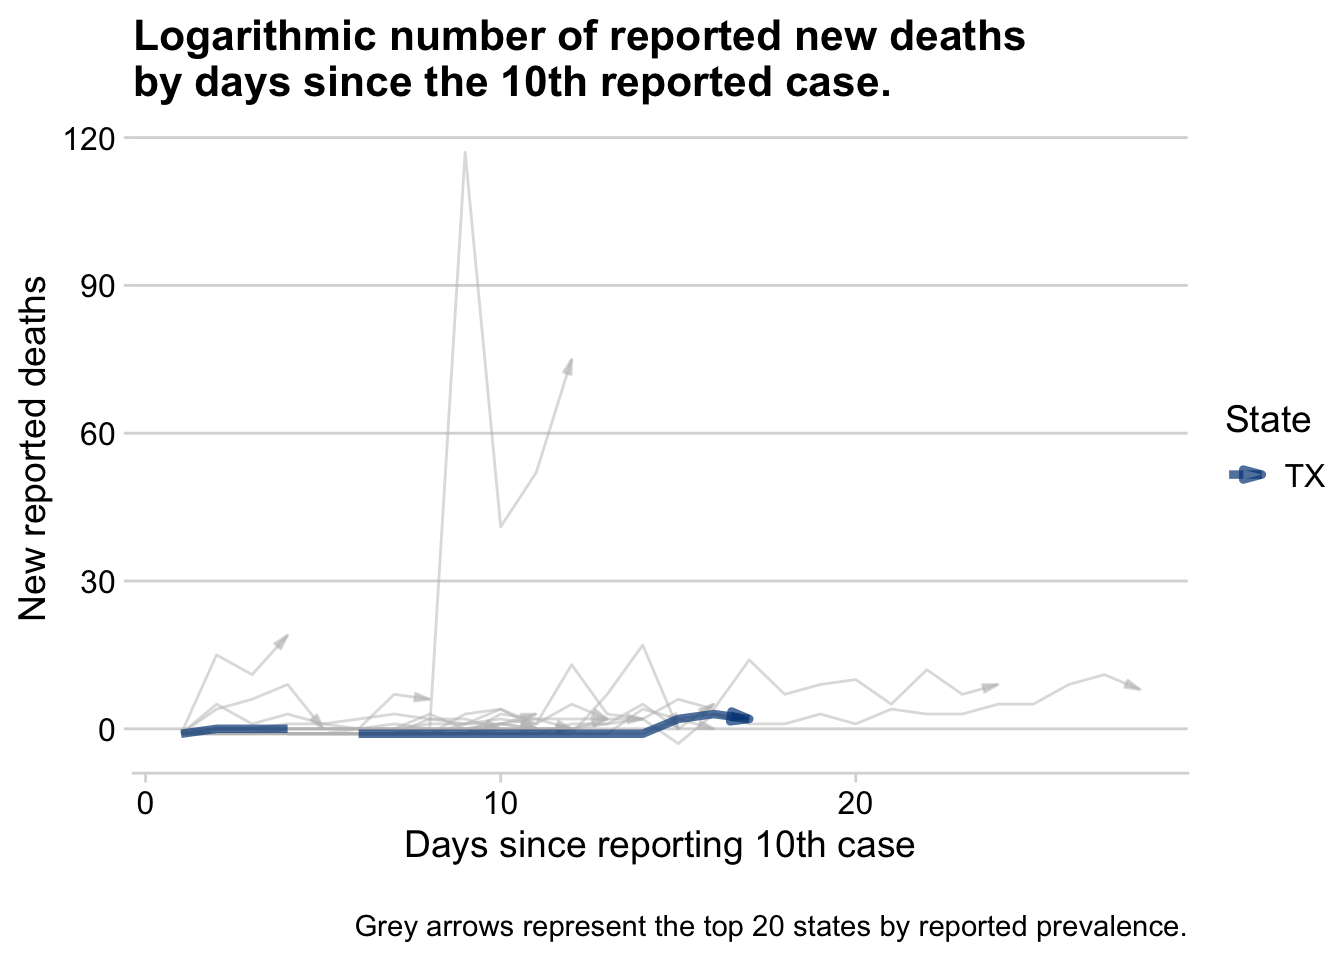 Logarithmic number of reported new deaths
by days since the 10th reported case.
120
90
60
30
0
New reported deaths
0 10 20
Days since reporting 10th case
State
TX
Grey arrows represent the top 20 states by reported prevalence.